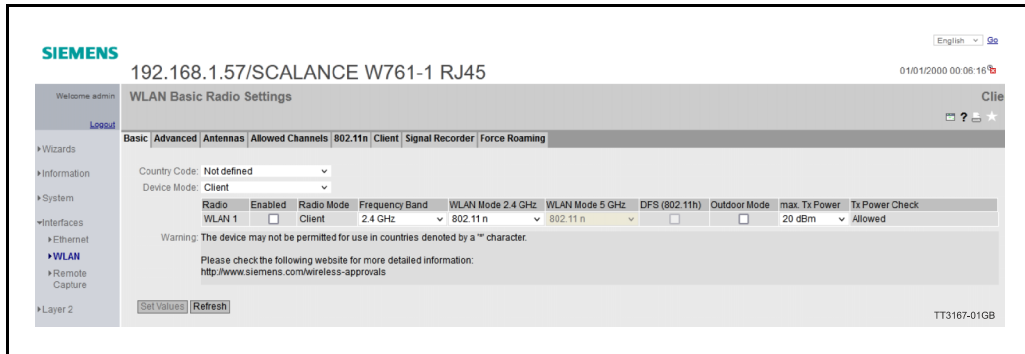 English Go
SIEMENS
192.168.1.57/SCALANCE W761-1 RJ45
01/01/2000 00:06:16
Welcome admin
WLAN Basic Radio Settings
Clie
Logout
?
Basic Advanced Antennas Allowed Channels 802.11n Client Signal Recorder Force Roaming
Wizards
Information
Country Code: Not defined
Device Mode: Client
System
Radio Enabled Radio Mode Frequency Band WLAN Mode 2.4 GHz WLAN Mode 5 GHz DFS (802.11h) Outdoor Mode max. Tx Power Tx Power Check
WLAN 1 Client 2.4 GHz 802.11 n 802.11 n 20 dBm Allowed
Interfaces
Ethernet
WLAN
Remote
Capture
Warning: The device may not be permitted for use in countries denoted by a "*" character.
Please check the following website for more detailed information:
http://www.siemens.com/wireless-approvals
Layer 2
Set Values Refresh
TT3167-01GB